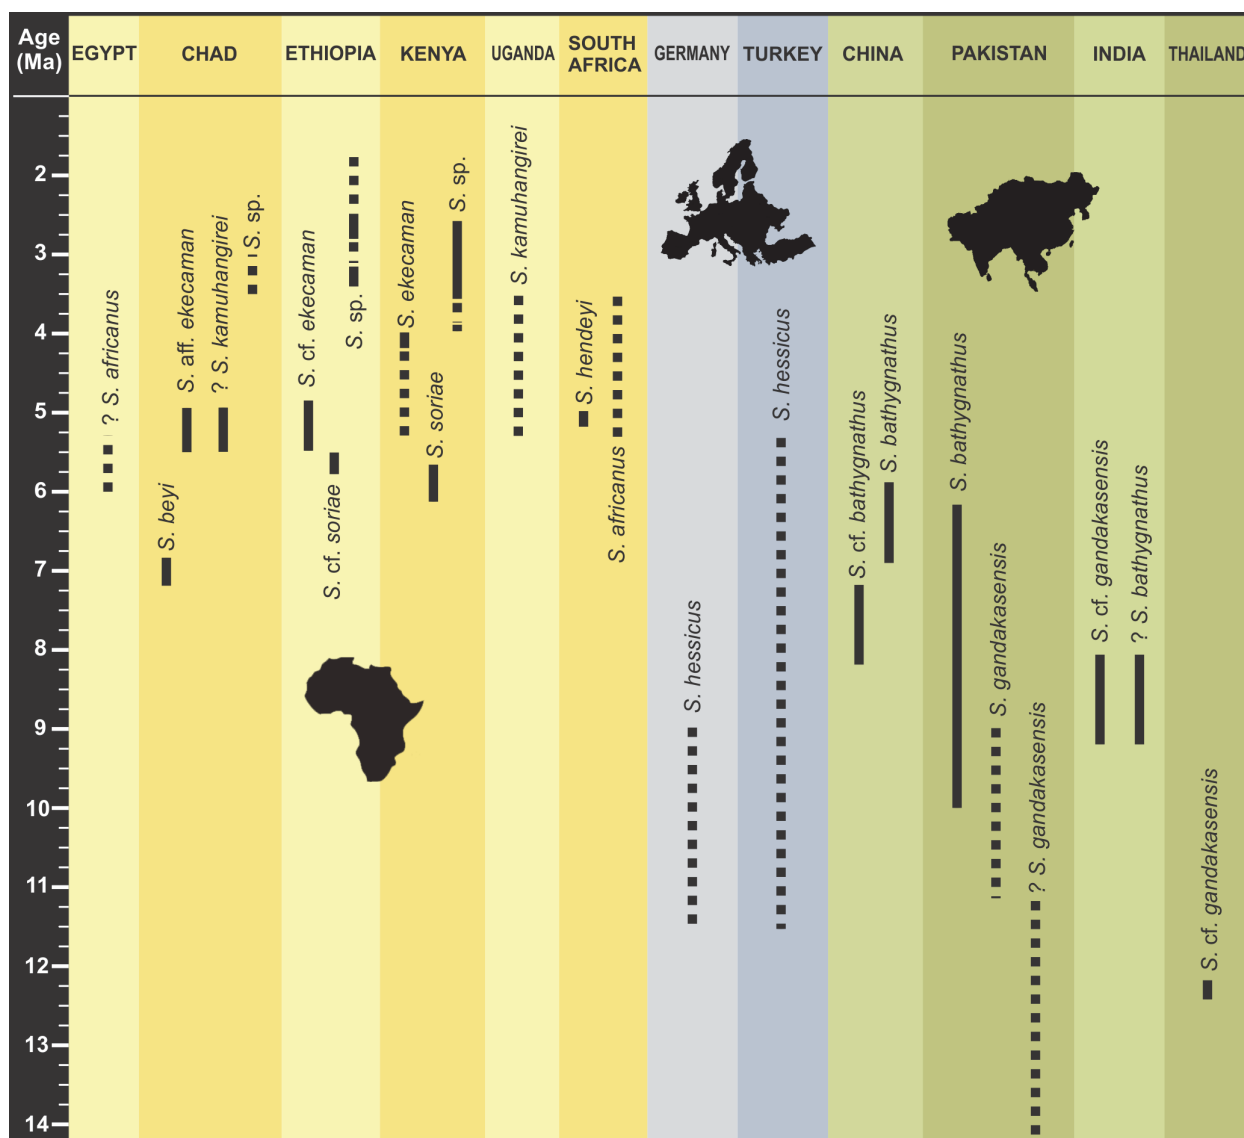 Age
(Ma)
EGYPT
CHAD
ETHIOPIA
KENYA
UGANDA
SOUTH
AFRICA
GERMANY
TURKEY
CHINA
PAKISTAN
INDIA
THAILAND
2
3
4
5
6
7
8
9
10
11
12
13
14
? S. africanus
S. beyi
S. aff. ekecaman
? S. kamuhangirei
S. sp.
S. cf. ekecaman
S. cf. soriae
S. sp.
S. ekecaman
S. soriae
S. sp.
S. kamuhangirei
S. hendeyi
S. africanus
S. hessicus
S. hessicus
S. cf. bathygnathus
S. bathygnathus
S. bathygnathus
S. gandakasensis
? S. gandakasensis
S. cf. gandakasensis
? S. bathygnathus
S. cf. gandakasensis